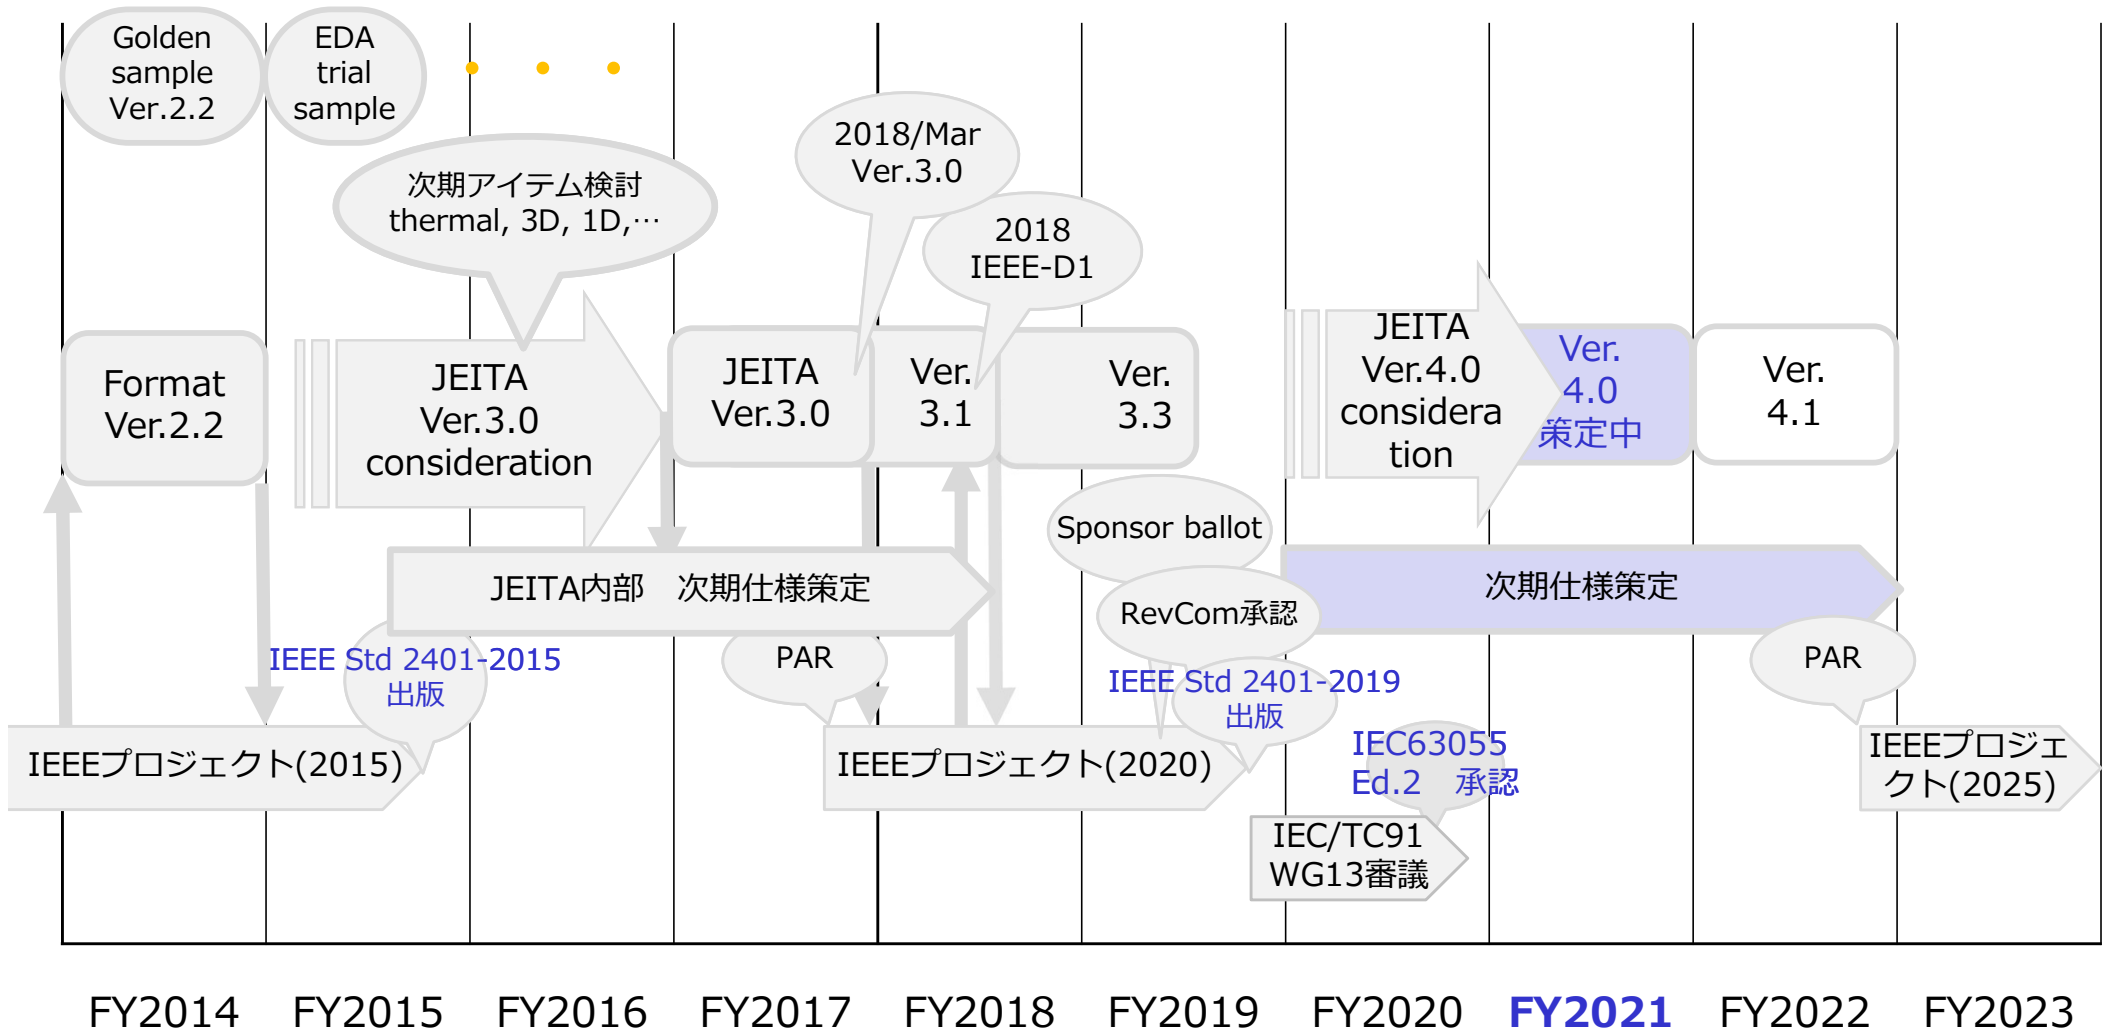 Golden
sample
Ver.2.2
EDA
trial
sample
2018/Mar
Ver.3.0
次期アイテム検討
thermal, 3D, 1D,…
2018
IEEE-D1
Format
Ver.2.2
JEITA
Ver.3.0
consideration
JEITA
Ver.3.0
Ver.
3.1
Ver.
3.3
JEITA
Ver.4.0
considera
tion
Ver.
4.0
策定中
Ver.
4.1
Sponsor ballot
JEITA内部　次期仕様策定
RevCom承認
次期仕様策定
IEEE Std 2401-2015
出版
PAR
IEEE Std 2401-2019
出版
PAR
IEEEプロジェクト(2015)
IEEEプロジェクト(2020)
IEC63055
Ed.2　承認
IEEEプロジェ
クト(2025)
IEC/TC91
WG13審議
FY2014 FY2015 FY2016 FY2017 FY2018 FY2019 FY2020 FY2021 FY2022 FY2023